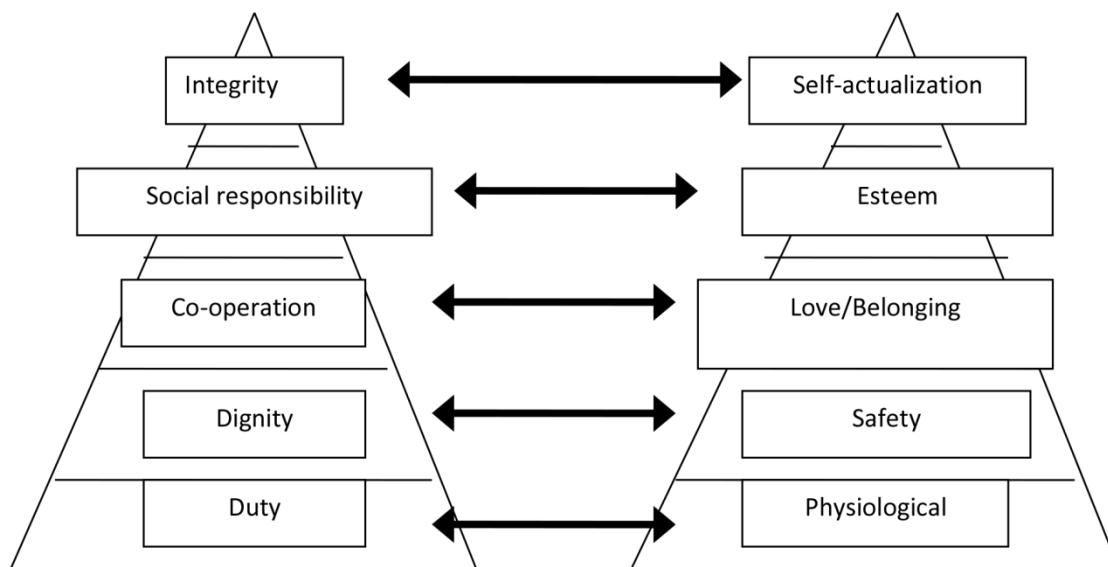 Integrity
Self-actualization
Social responsibility
Esteem
Co-operation
Love/Belonging
Dignity
Safety
Duty
Physiological